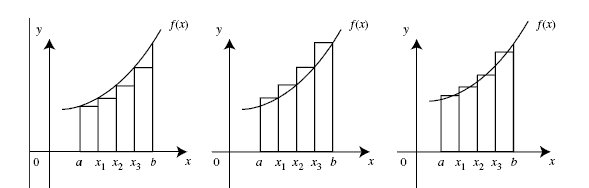 y f(x) y f(x) y f(x)
0 a x₁ x₂ x₃ b x 0 a x₁ x₂ x₃ b x 0 a x₁ x₂ x₃ b x